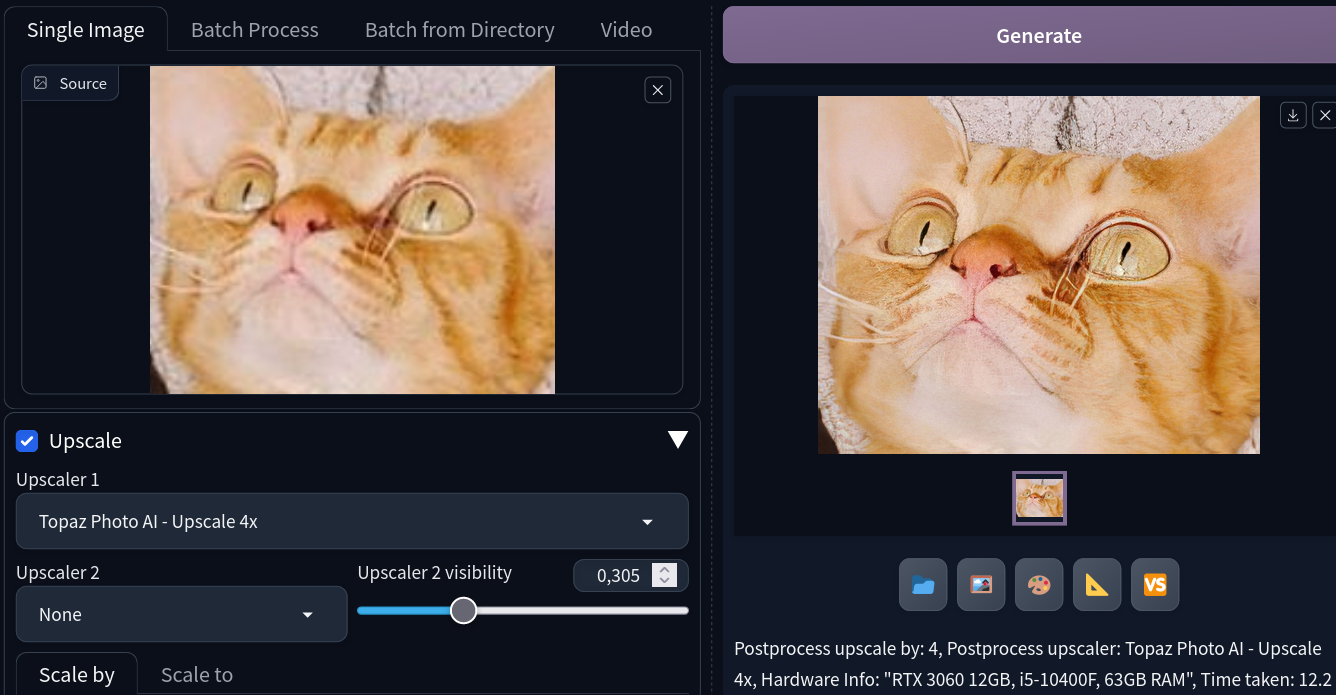 Single Image
Batch Process
Batch from Directory
Video
Source
Upscale
Upscaler 1
Topaz Photo AI - Upscale 4x
Upscaler 2
None
Upscaler 2 visibility
0,305
Scale by
Scale to
Generate
VS
Postprocess upscale by: 4, Postprocess upscaler: Topaz Photo AI - Upscale
4x, Hardware Info: "RTX 3060 12GB, i5-10400F, 63GB RAM", Time taken: 12.2